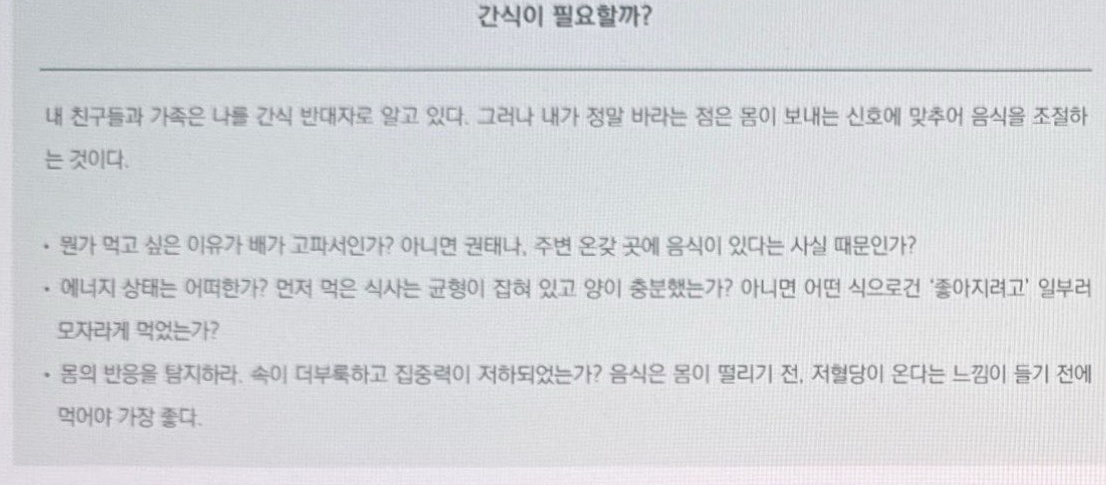 간식이 필요할까?
내 친구들과 가족은 나를 간식 반대자로 알고 있다. 그러나 내가 정말 바라는 점은 몸이 보내는 신호에 맞추어 음식을 조절하
는 것이다.
• 뭔가 먹고 싶은 이유가 배가 고파서인가? 아니면 권태나, 주변 온갖 곳에 음식이 있다는 사실 때문인가?
• 에너지 상태는 어떠한가? 먼저 먹은 식사는 균형이 잡혀 있고 양이 충분했는가? 아니면 어떤 식으로건 ‘좋아지려고’ 일부러
모자라게 먹었는가?
• 몸의 반응을 탐지하라. 속이 더부룩하고 집중력이 저하되었는가? 음식은 몸이 떨리기 전, 저혈당이 온다는 느낌이 들기 전에
먹어야 가장 좋다.